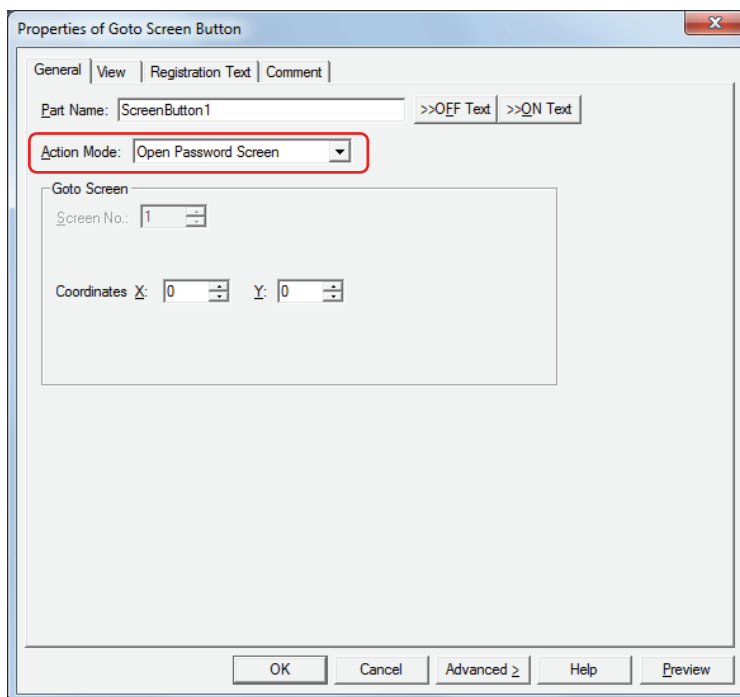 Properties of Goto Screen Button
General View Registration Text Comment
Part Name: ScreenButton1 >>OFF Text >>ON Text
Action Mode: Open Password Screen
Goto Screen
Screen No.: 1
Coordinates X: 0 Y: 0
OK Cancel Advanced > Help Preview